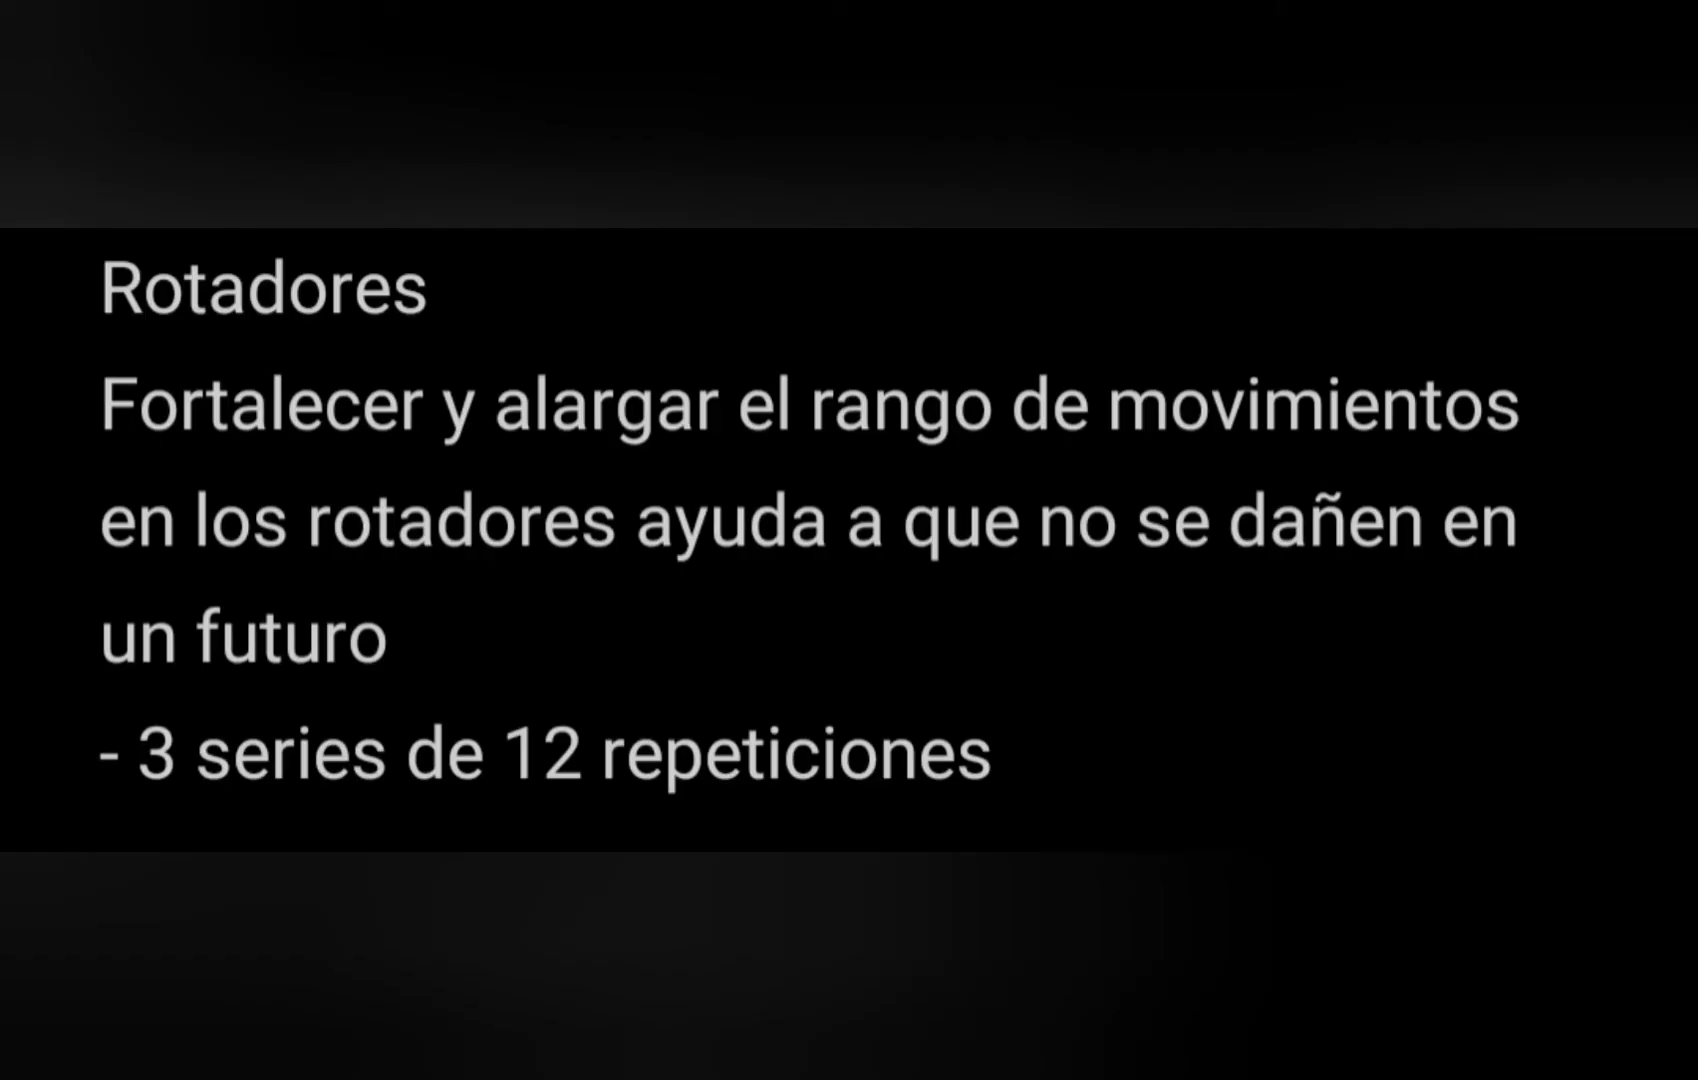 Rotadores
Fortalecer y alargar el rango de movimientos
en los rotadores ayuda a que no se dañen en
un futuro
- 3 series de 12 repeticiones